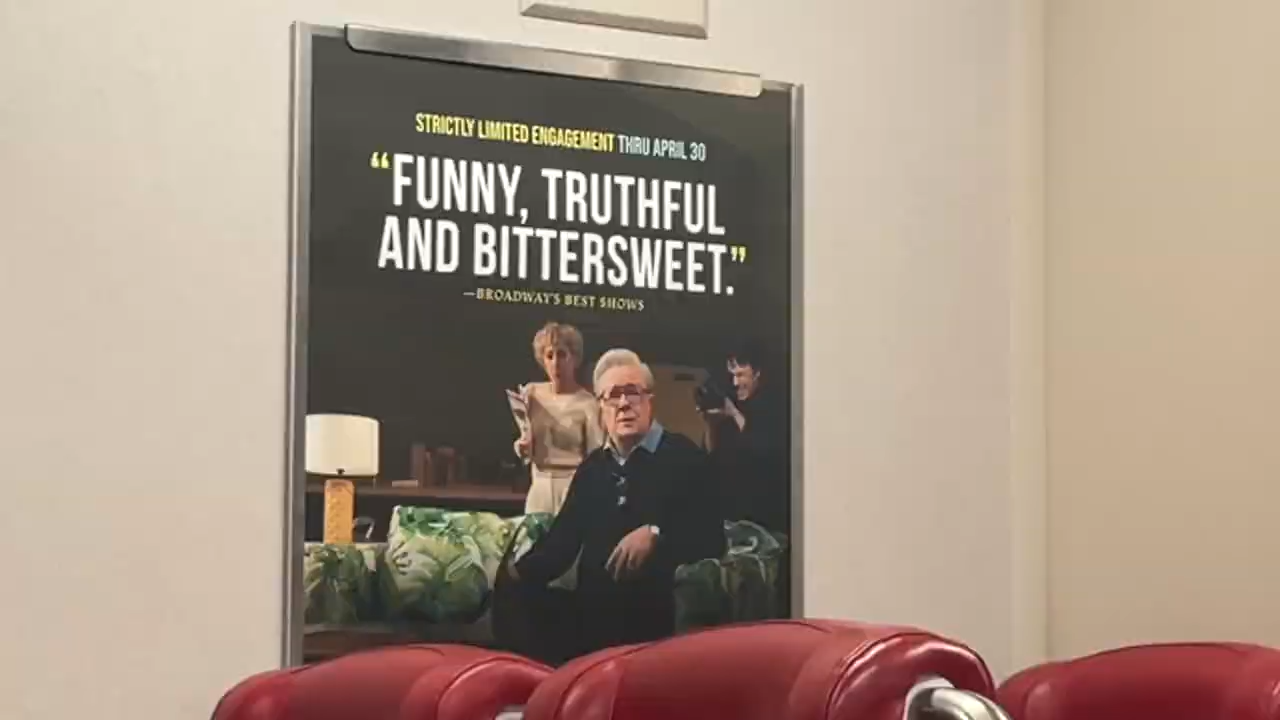 STRICTLY LIMITED ENGAGEMENT THRU APRIL 30
“FUNNY, TRUTHFUL
AND BITTERSWEET.”
—BROADWAY'S BEST SHOWS